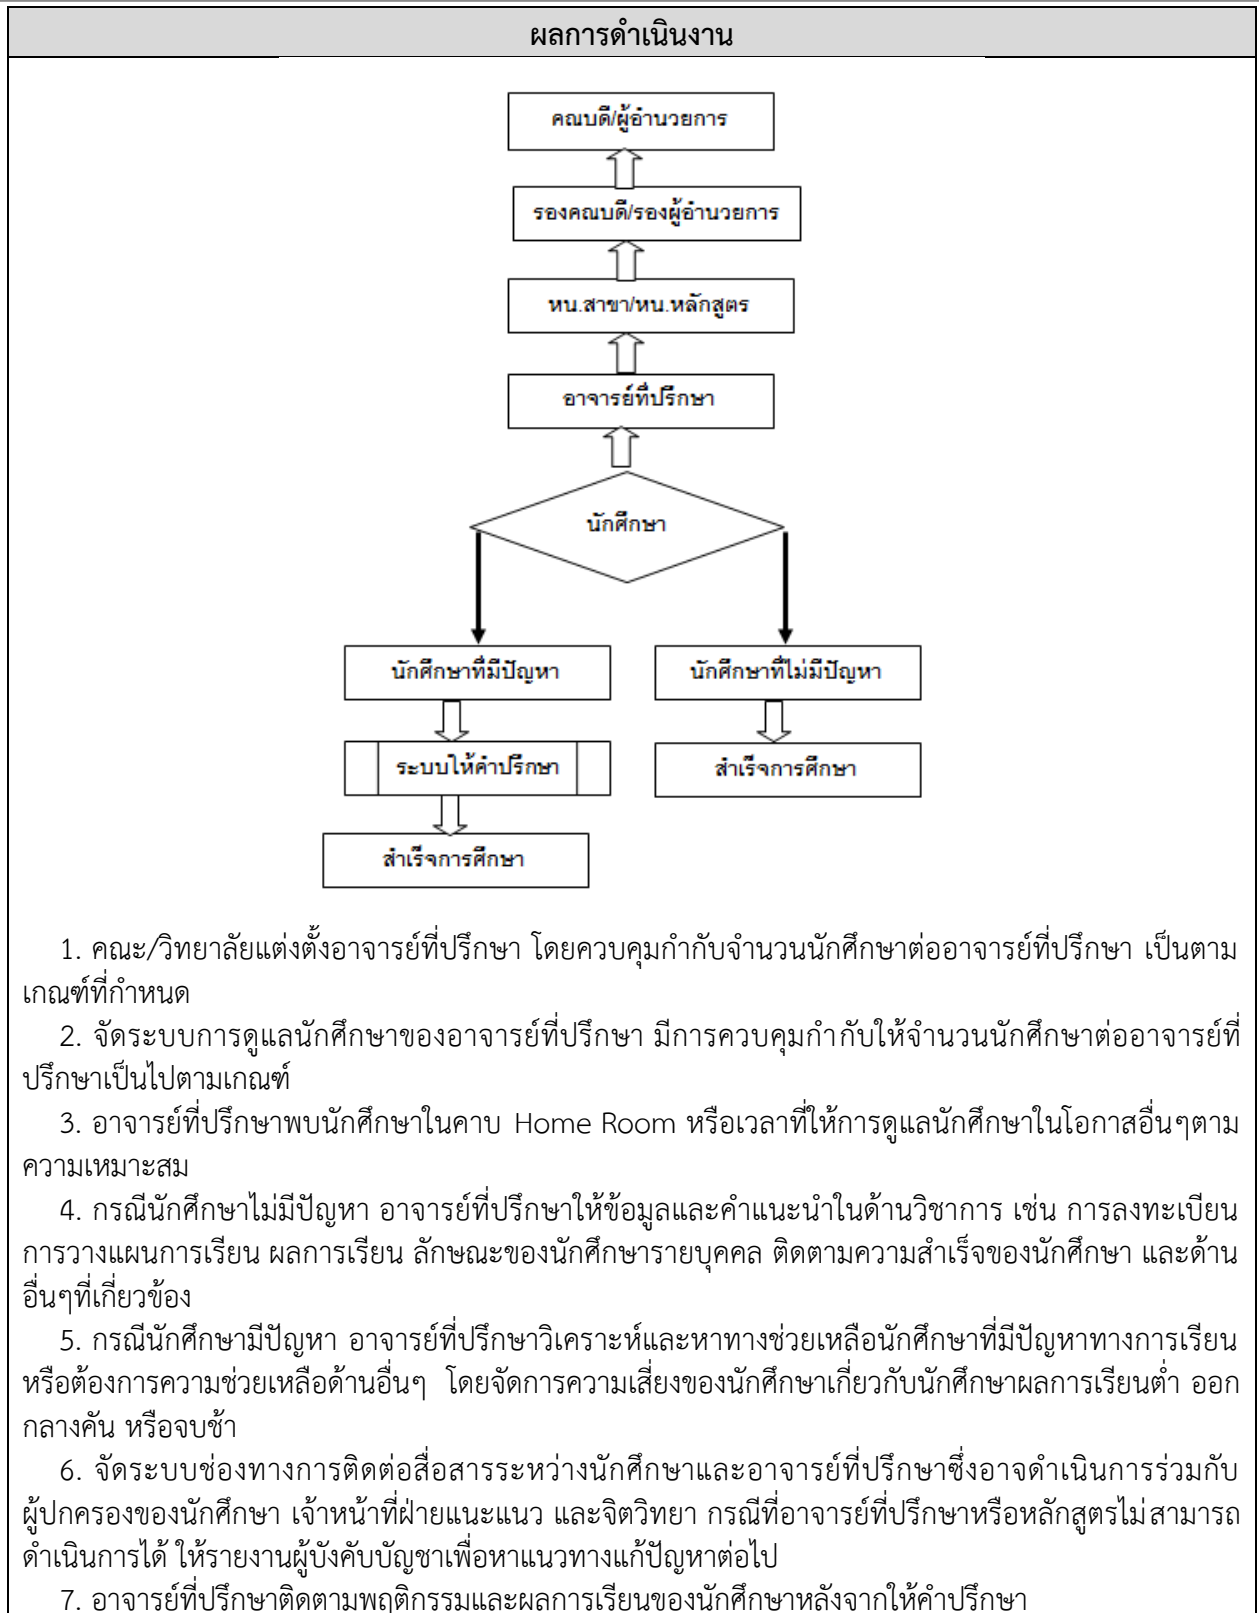 ผลการดำเนินงาน
คณบดี/ผู้อำนวยการ
รองคณบดี/รองผู้อำนวยการ
หน.สาขา/หน.หลักสูตร
อาจารย์ที่ปรึกษา
นักศึกษา
นักศึกษาที่มีปัญหา
นักศึกษาที่ไม่มีปัญหา
ระบบให้คำปรึกษา
สำเร็จการศึกษา
สำเร็จการศึกษา
1. คณะ/วิทยาลัยแต่งตั้งอาจารย์ที่ปรึกษา โดยควบคุมกำกับจำนวนนักศึกษาต่ออาจารย์ที่ปรึกษา เป็นตาม
เกณฑ์ที่กำหนด
2. จัดระบบการดูแลนักศึกษาของอาจารย์ที่ปรึกษา มีการควบคุมกำกับให้จำนวนนักศึกษาต่ออาจารย์ที่
ปรึกษาเป็นไปตามเกณฑ์
3. อาจารย์ที่ปรึกษาพบนักศึกษาในคาบ Home Room หรือเวลาที่ให้การดูแลนักศึกษาในโอกาสอื่นๆตาม
ความเหมาะสม
4. กรณีนักศึกษาไม่มีปัญหา อาจารย์ที่ปรึกษาให้ข้อมูลและคำแนะนำในด้านวิชาการ เช่น การลงทะเบียน
การวางแผนการเรียน ผลการเรียน ลักษณะของนักศึกษารายบุคคล ติดตามความสำเร็จของนักศึกษา และด้าน
อื่นๆที่เกี่ยวข้อง
5. กรณีนักศึกษามีปัญหา อาจารย์ที่ปรึกษาวิเคราะห์และหาทางช่วยเหลือนักศึกษาที่มีปัญหาทางการเรียน
หรือต้องการความช่วยเหลือด้านอื่นๆ โดยจัดการความเสี่ยงของนักศึกษาเกี่ยวกับนักศึกษาผลการเรียนต่ำ ออก
กลางคัน หรือจบช้า
6. จัดระบบช่องทางการติดต่อสื่อสารระหว่างนักศึกษาและอาจารย์ที่ปรึกษาซึ่งอาจดำเนินการร่วมกับ
ผู้ปกครองของนักศึกษา เจ้าหน้าที่ฝ่ายแนะแนว และจิตวิทยา กรณีที่อาจารย์ที่ปรึกษาหรือหลักสูตรไม่สามารถ
ดำเนินการได้ ให้รายงานผู้บังคับบัญชาเพื่อหาแนวทางแก้ปัญหาต่อไป
7. อาจารย์ที่ปรึกษาติดตามพฤติกรรมและผลการเรียนของนักศึกษาหลังจากให้คำปรึกษา